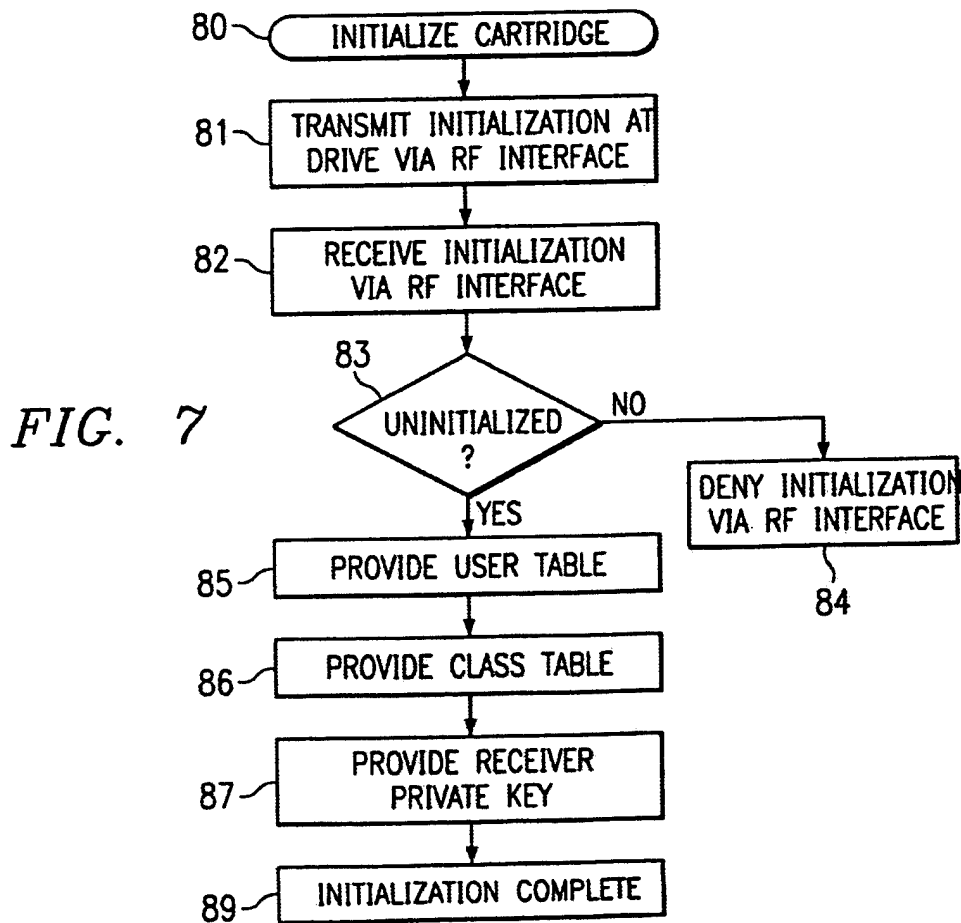 80
INITIALIZE CARTRIDGE
81
TRANSMIT INITIALIZATION AT
DRIVE VIA RF INTERFACE
82
RECEIVE INITIALIZATION
VIA RF INTERFACE
83
UNINITIALIZED
?
NO
YES
DENY INITIALIZATION
VIA RF INTERFACE
84
FIG. 7
85
PROVIDE USER TABLE
86
PROVIDE CLASS TABLE
87
PROVIDE RECEIVER
PRIVATE KEY
89
INITIALIZATION COMPLETE